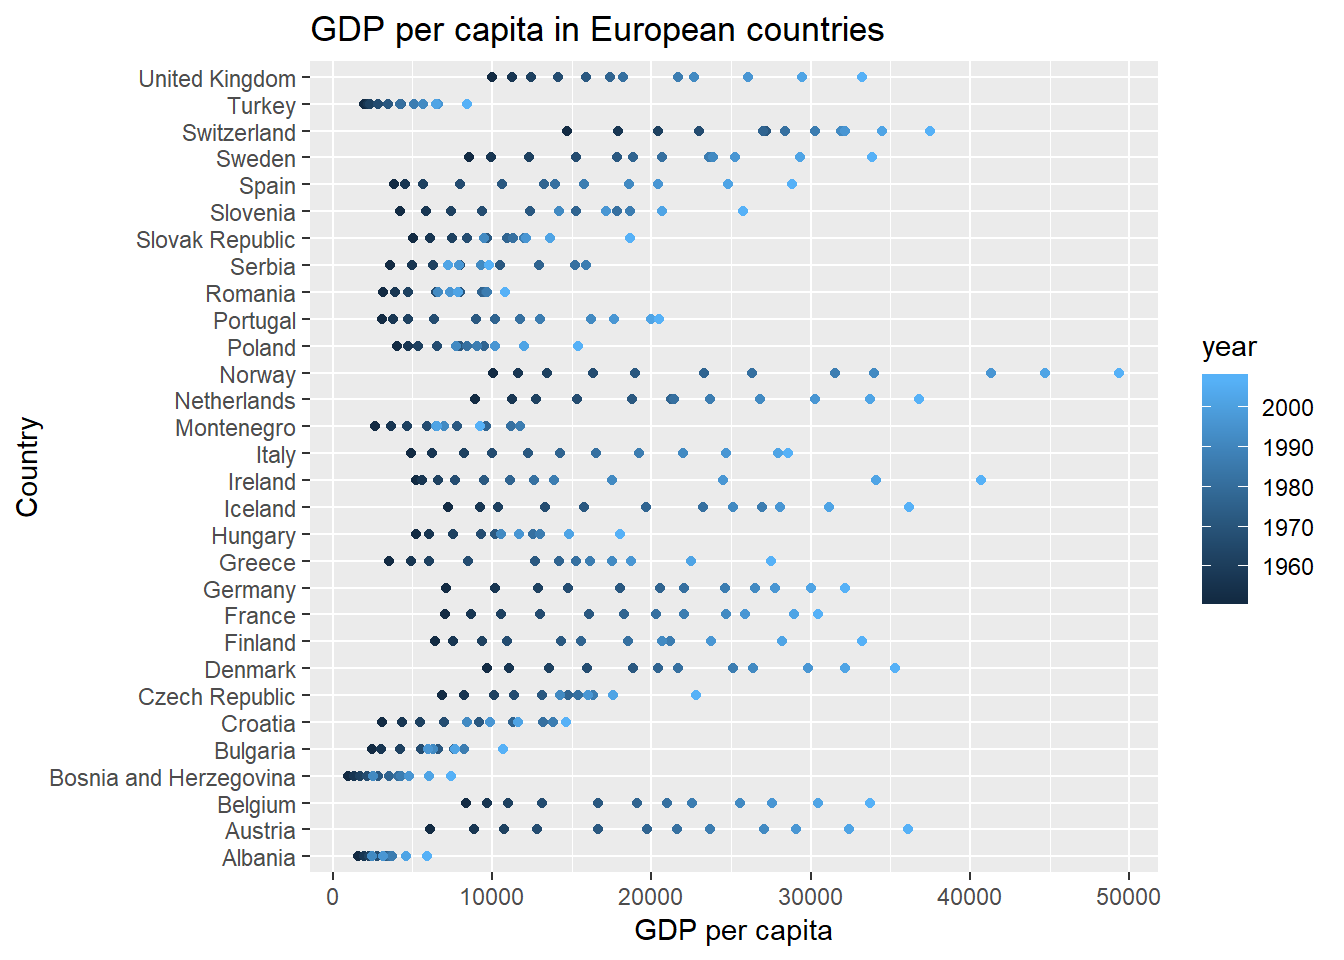 GDP per capita in European countries
United Kingdom
Turkey
Switzerland
Sweden
Spain
Slovenia
Slovak Republic
Serbia
Romania
Portugal
Poland
Norway
Netherlands
Montenegro
Italy
Ireland
Iceland
Hungary
Greece
Germany
France
Finland
Denmark
Czech Republic
Croatia
Bulgaria
Bosnia and Herzegovina
Belgium
Austria
Albania
Country
0 10000 20000 30000 40000 50000
GDP per capita
year
2000
1990
1980
1970
1960